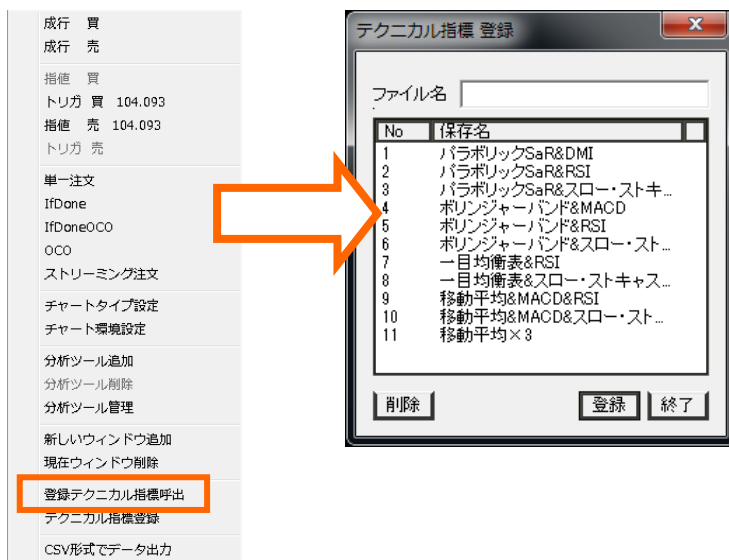 成行 買
成行 売
指値 買
トリガ 買 104.093
指値 売 104.093
トリガ 売
単一注文
IfDone
IfDoneOCO
OCO
ストリーミング注文
チャートタイプ設定
チャート環境設定
分析ツール追加
分析ツール削除
分析ツール管理
新しいウィンドウ追加
現在ウィンドウ削除
登録テクニカル指標呼出
テクニカル指標登録
CSV形式でデータ出力
テクニカル指標 登録
ファイル名
No 保存名
1 パラボリックSaR&DMI
2 パラボリックSaR&RSI
3 パラボリックSaR&スロー・ストキ...
4 ボリンジャーバンド&MACD
5 ボリンジャーバンド&RSI
6 ボリンジャーバンド&スロー・スト...
7 一目均衡表&RSI
8 一目均衡表&スロー・ストキャス...
9 移動平均&MACD&RSI
10 移動平均&MACD&スロー・スト...
11 移動平均×3
削除 登録 終了